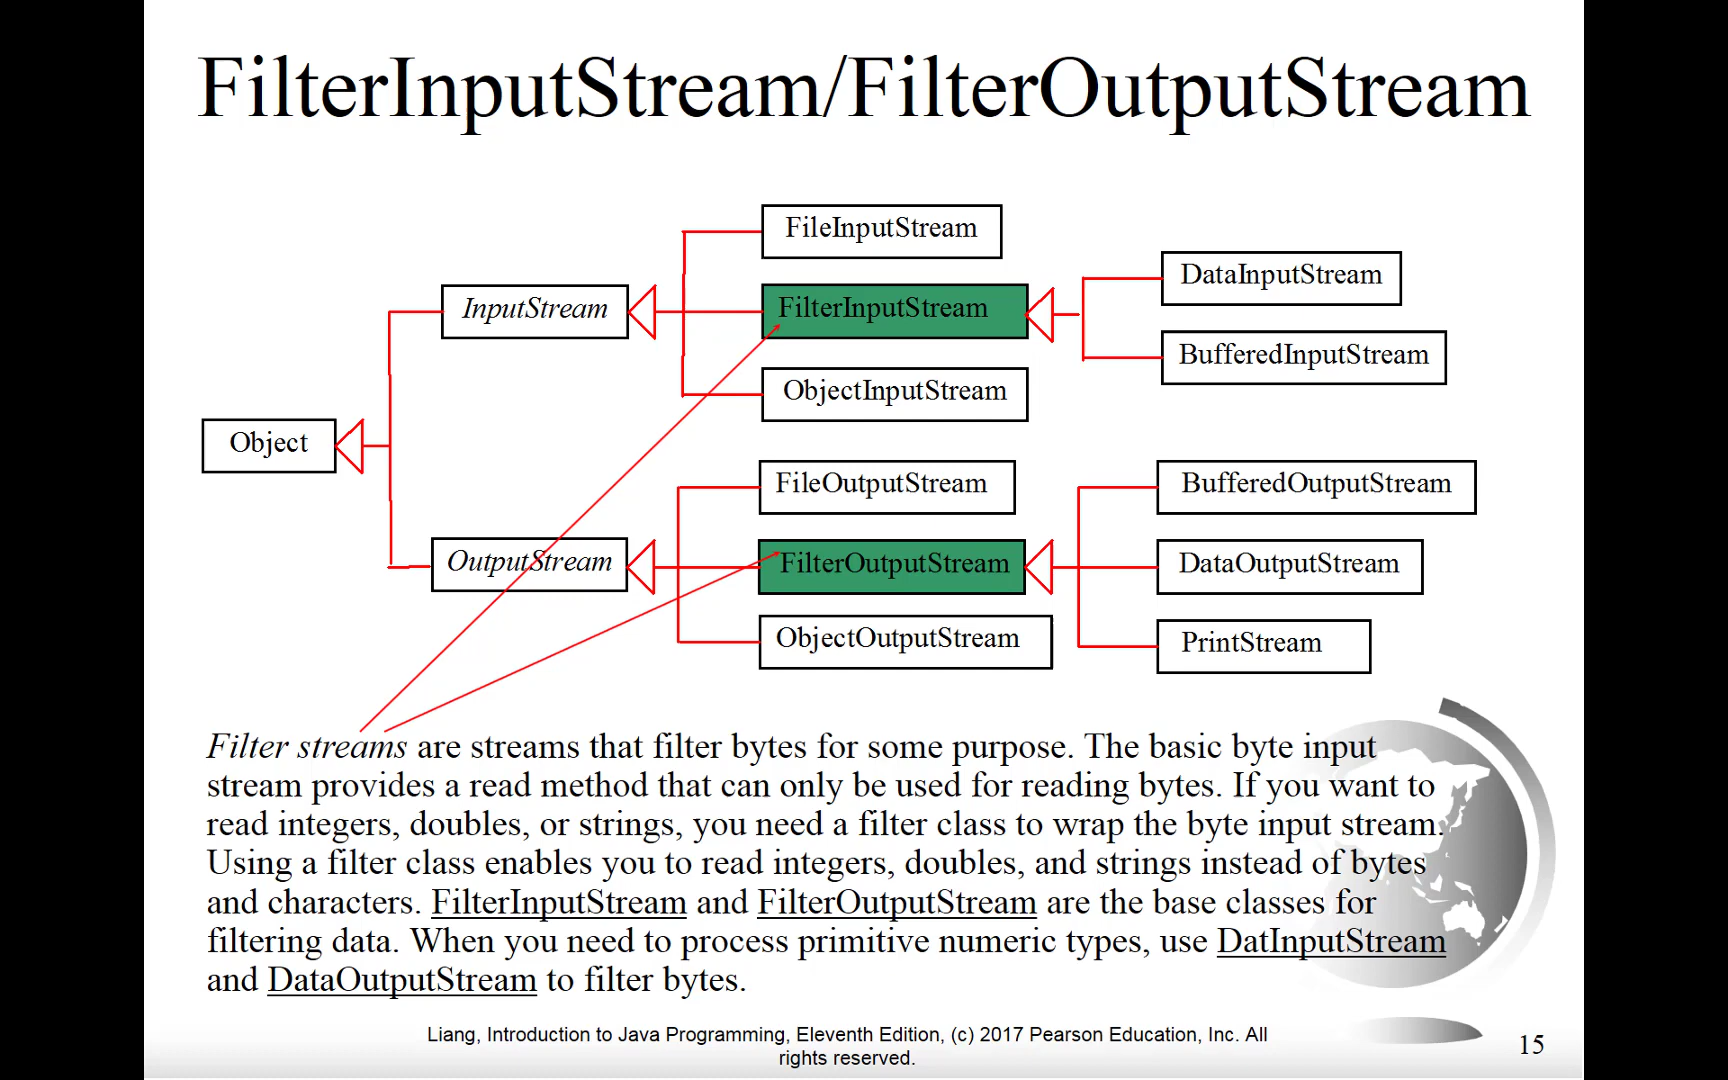 FilterInputStream/FilterOutputStream
FileInputStream
DataInputStream
InputStream
FilterInputStream
BufferedInputStream
ObjectInputStream
Object
FileOutputStream
BufferedOutputStream
OutputStream
FilterOutputStream
DataOutputStream
ObjectOutputStream
PrintStream
Filter streams are streams that filter bytes for some purpose. The basic byte input
stream provides a read method that can only be used for reading bytes. If you want to
read integers, doubles, or strings, you need a filter class to wrap the byte input stream.
Using a filter class enables you to read integers, doubles, and strings instead of bytes
and characters. FilterInputStream and FilterOutputStream are the base classes for
filtering data. When you need to process primitive numeric types, use DatInputStream
and DataOutputStream to filter bytes.
Liang, Introduction to Java Programming, Eleventh Edition, (c) 2017 Pearson Education, Inc. All
rights reserved.
15